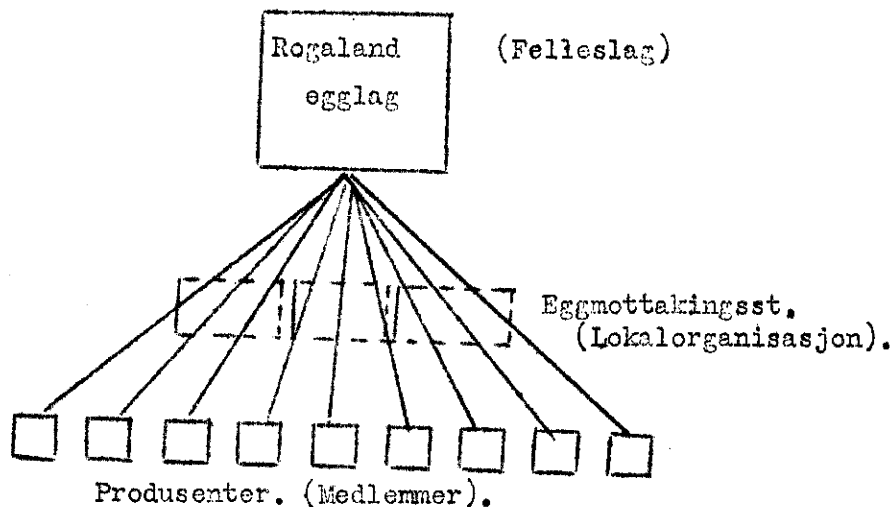 Rogaland
egglag
(Felleslag)
Eggmottakingsst.
(Lokalorganisasjon).
Produsenter. (Medlemmer).